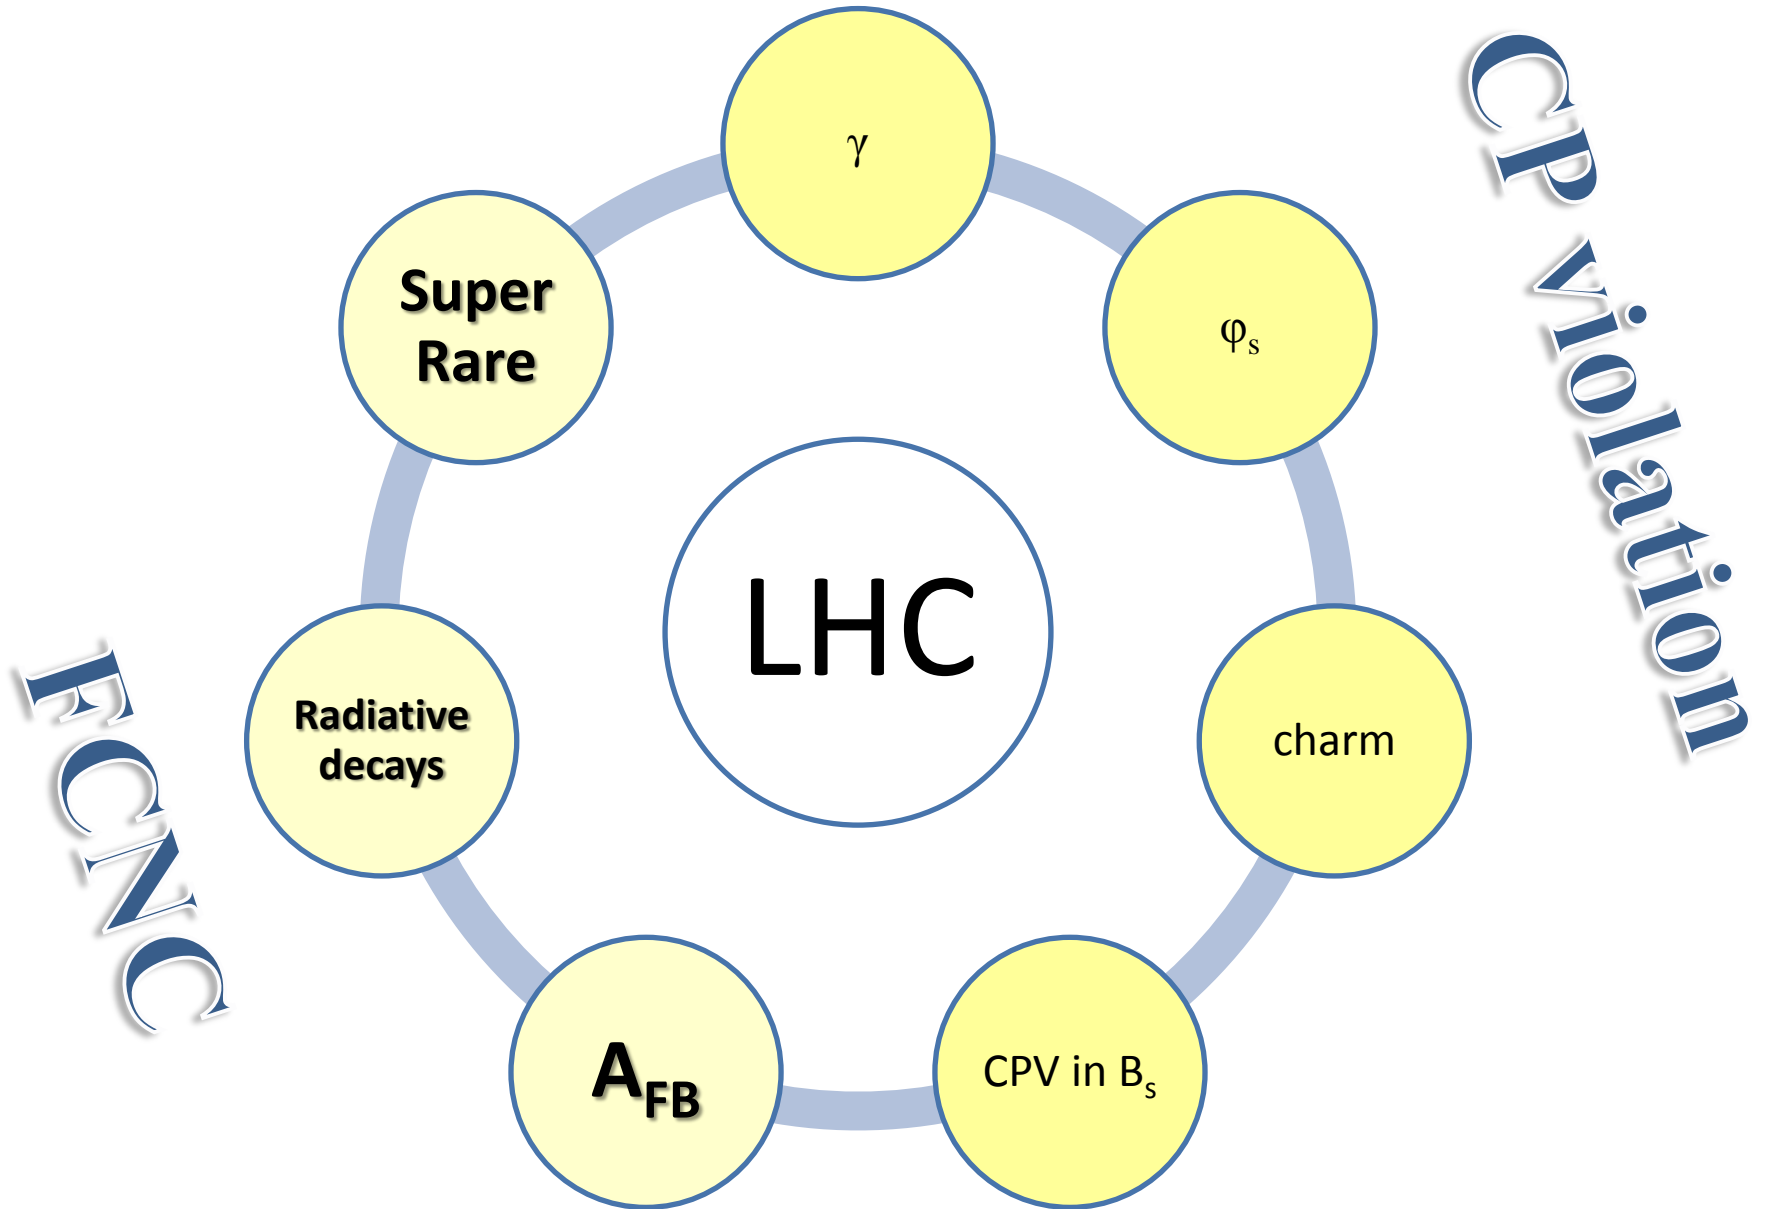 γ
CP violation
Super
Rare
φs
LHC
FCNC
Radiative
decays
charm
AFB
CPV in Bs